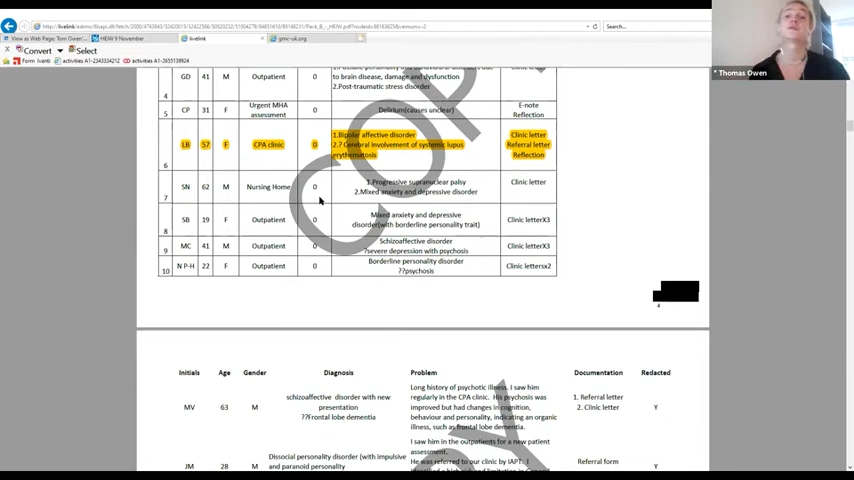 Search...
View as Web Page: Tom Owen'...
HEIW 9 November
livelink
gmc-uk.org
Convert
Select
Form Ivanti
activities A1-2343334212
activities A1-2655139924
Thomas Owen
4
GD 41 M Outpatient 0
to brain disease, damage and dysfunction
2.Post-traumatic stress disorder
5 CP 31 F Urgent MHA assessment 0 Delirium(causes unclear) E-note Reflection
6 LB 57 F CPA clinic 0
1.Bipolar affective disorder
2.? Cerebral involvement of systemic lupus
erythematosis
Clinic letter
Referral letter
Reflection
7 SN 62 M Nursing Home 0
1.Progressive supranuclear palsy
2.Mixed anxiety and depressive disorder
Clinic letter
8 SB 19 F Outpatient 0
Mixed anxiety and depressive
disorder(with borderline personality trait)
Clinic letterX3
9 MC 41 M Outpatient 0
Schizoaffective disorder
?severe depression with psychosis
Clinic letterX3
10 N P-H 22 F Outpatient 0
Borderline personality disorder
??psychosis
Clinic lettersx2
COPY
4
Initials Age Gender Diagnosis Problem Documentation Redacted
MV 63 M
schizoaffective disorder with new
presentation
??Frontal lobe dementia
Long history of psychotic illness. I saw him
regularly in the CPA clinic. His psychosis was
improved but had changes in cognition,
behaviour and personality, indicating an organic
illness, such as frontal lobe dementia.
1. Referral letter
2. Clinic letter
Y
JM 28 M
Dissocial personality disorder (with impulsive
and paranoid personality
I saw him in the outpatients for a new patient
assessment.
He was referred to our clinic by IAPT. I
Referral form
Y